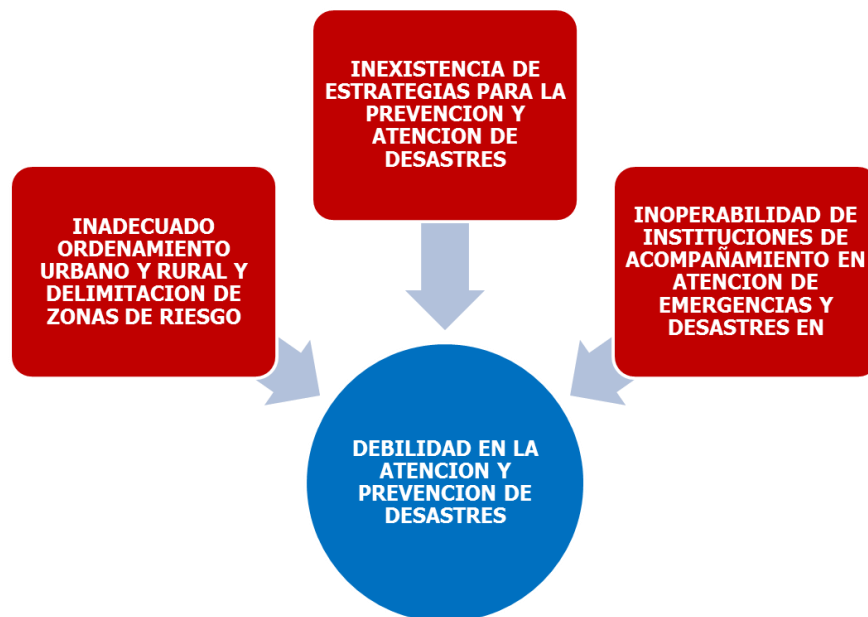 INEXISTENCIA DE
ESTRATEGIAS PARA LA
PREVENCION Y
ATENCION DE
DESASTRES
INADECUADO
ORDENAMIENTO
URBANO Y RURAL Y
DELIMITACION DE
ZONAS DE RIESGO
INOPERABILIDAD DE
INSTITUCIONES DE
ACOMPAÑAMIENTO EN
ATENCION DE
EMERGENCIAS Y
DESASTRES EN
DEBILIDAD EN LA
ATENCION Y
PREVENCION DE
DESASTRES